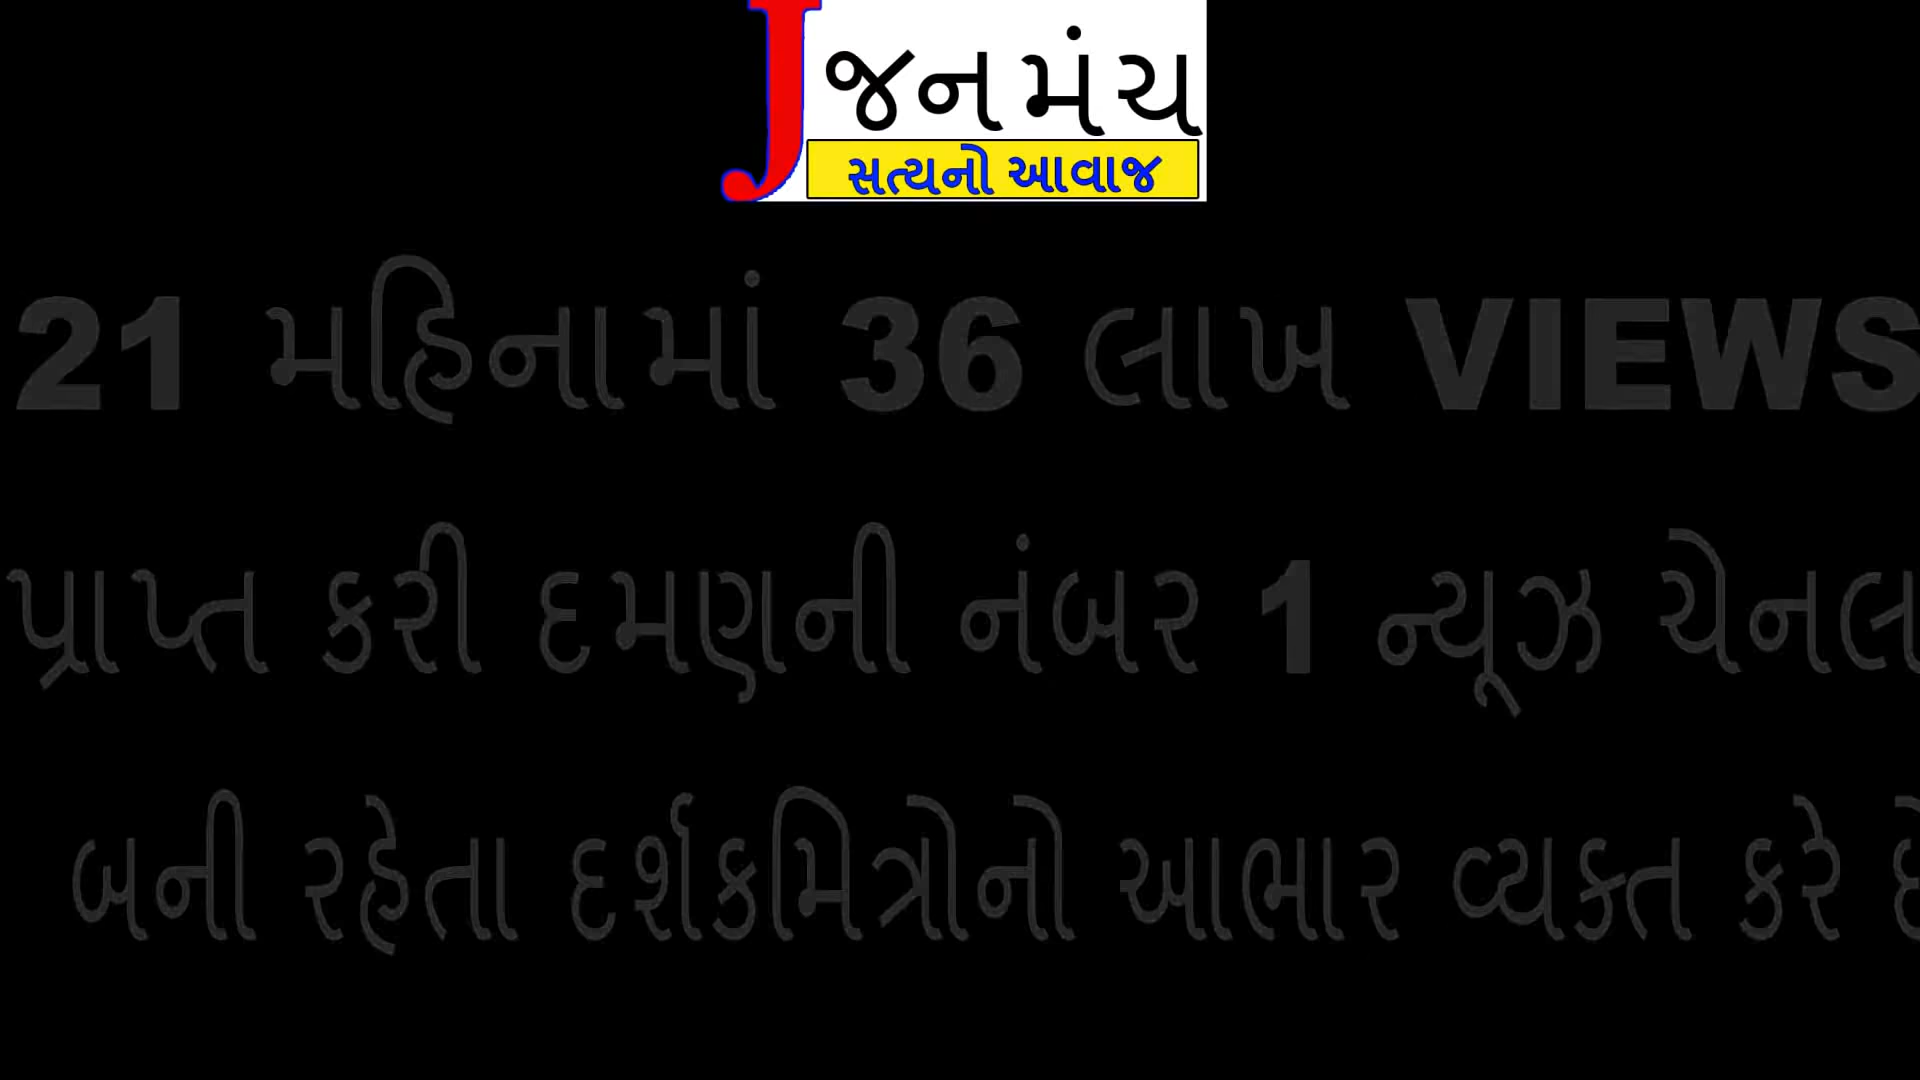 J જનમંચ
સત્યનો આવાજ
21 મહિનામાં 36 લાખ VIEWS
પ્રાપ્ત કરી દમણની નંબર 1 ન્યૂઝ ચેનલ
બની રહેતા દર્શકમિત્રોનો આભાર વ્યક્ત કરે